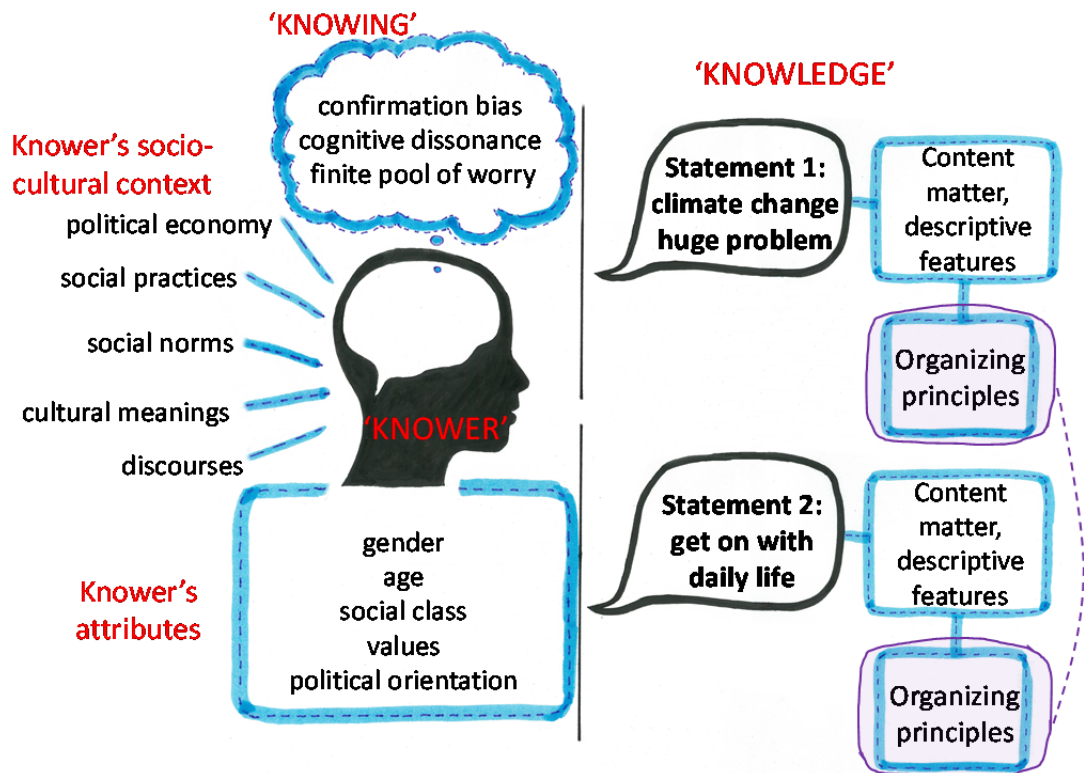 ‘KNOWING’
confirmation bias
cognitive dissonance
finite pool of worry
Knower’s socio-
cultural context
political economy
social practices
social norms
cultural meanings
discourses
‘KNOWER’
Knower’s
attributes
gender
age
social class
values
political orientation
‘KNOWLEDGE’
Statement 1:
climate change
huge problem
Content
matter,
descriptive
features
Organizing
principles
Statement 2:
get on with
daily life
Content
matter,
descriptive
features
Organizing
principles